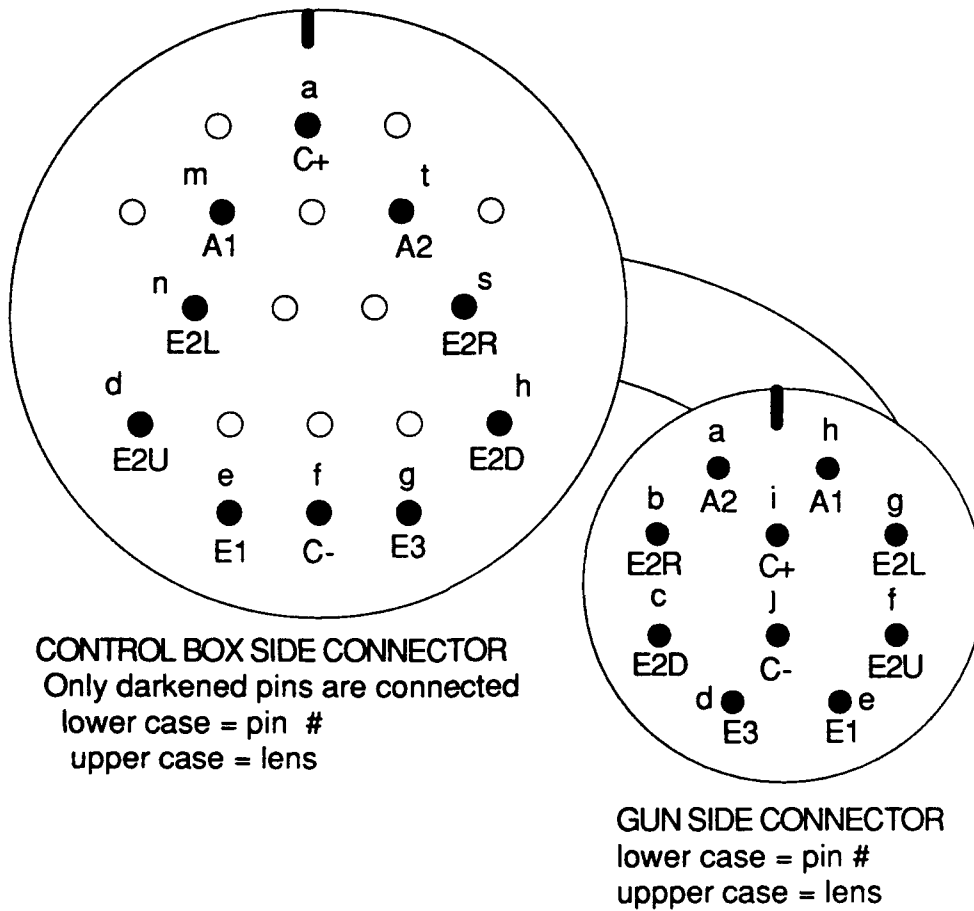 a
C+
m t
A1 A2
n s
E2L E2R
d h
E2U E2D
e f g
E1 C- E3
CONTROL BOX SIDE CONNECTOR
Only darkened pins are connected
lower case = pin #
upper case = lens
a h
A2 A1
b i g
E2R C+ E2L
c j f
E2D C- E2U
d e
E3 E1
GUN SIDE CONNECTOR
lower case = pin #
uppper case = lens